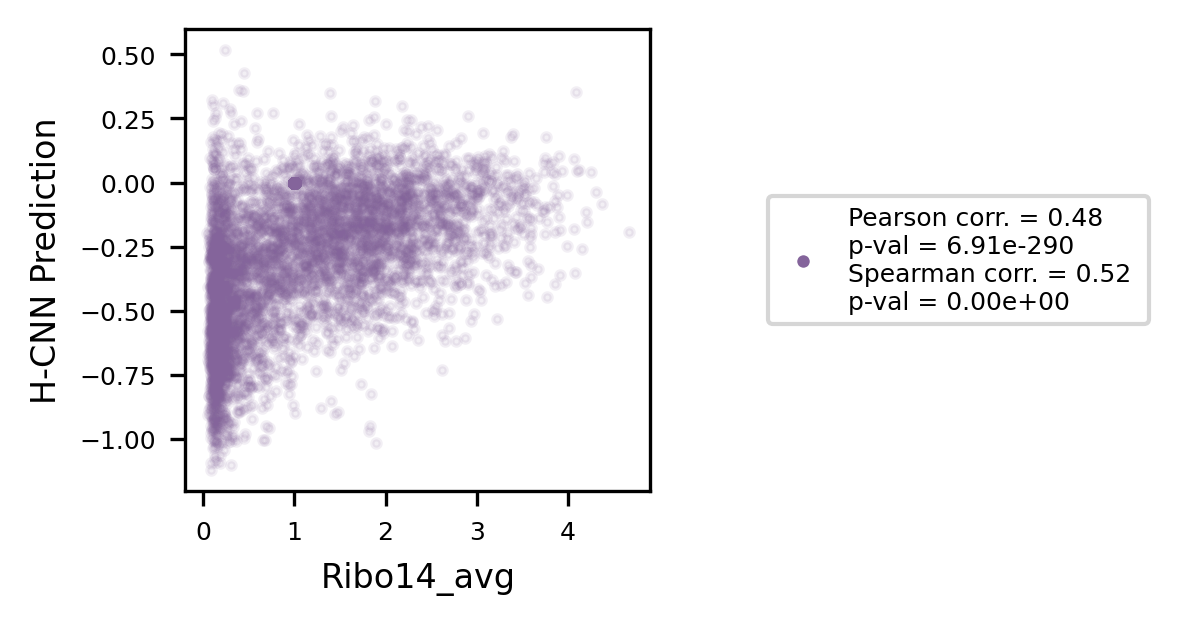 0.50
0.25
0.00
−0.25
−0.50
−0.75
−1.00
H-CNN Prediction
0 1 2 3 4
Ribo14_avg
Pearson corr. = 0.48
p-val = 6.91e-290
Spearman corr. = 0.52
p-val = 0.00e+00